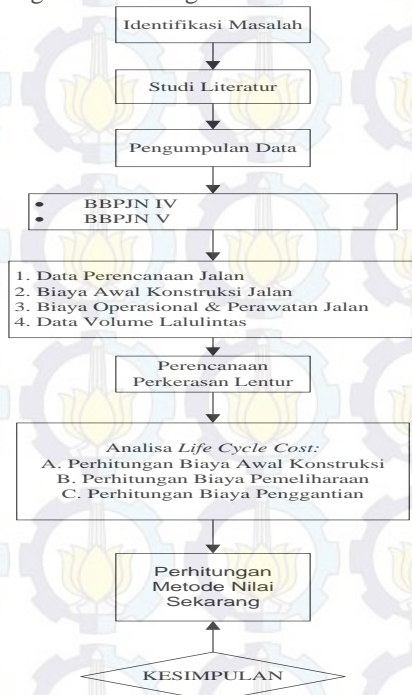 Identifikasi Masalah
Studi Literatur
Pengumpulan Data
• BBPJN IV
• BBPJN V
1. Data Perencanaan Jalan
2. Biaya Awal Konstruksi Jalan
3. Biaya Operasional & Perawatan Jalan
4. Data Volume Lalulintas
Perencanaan
Perkerasan Lentur
Analisa Life Cycle Cost:
A. Perhitungan Biaya Awal Konstruksi
B. Perhitungan Biaya Pemeliharaan
C. Perhitungan Biaya Penggantian
Perhitungan
Metode Nilai
Sekarang
KESIMPULAN